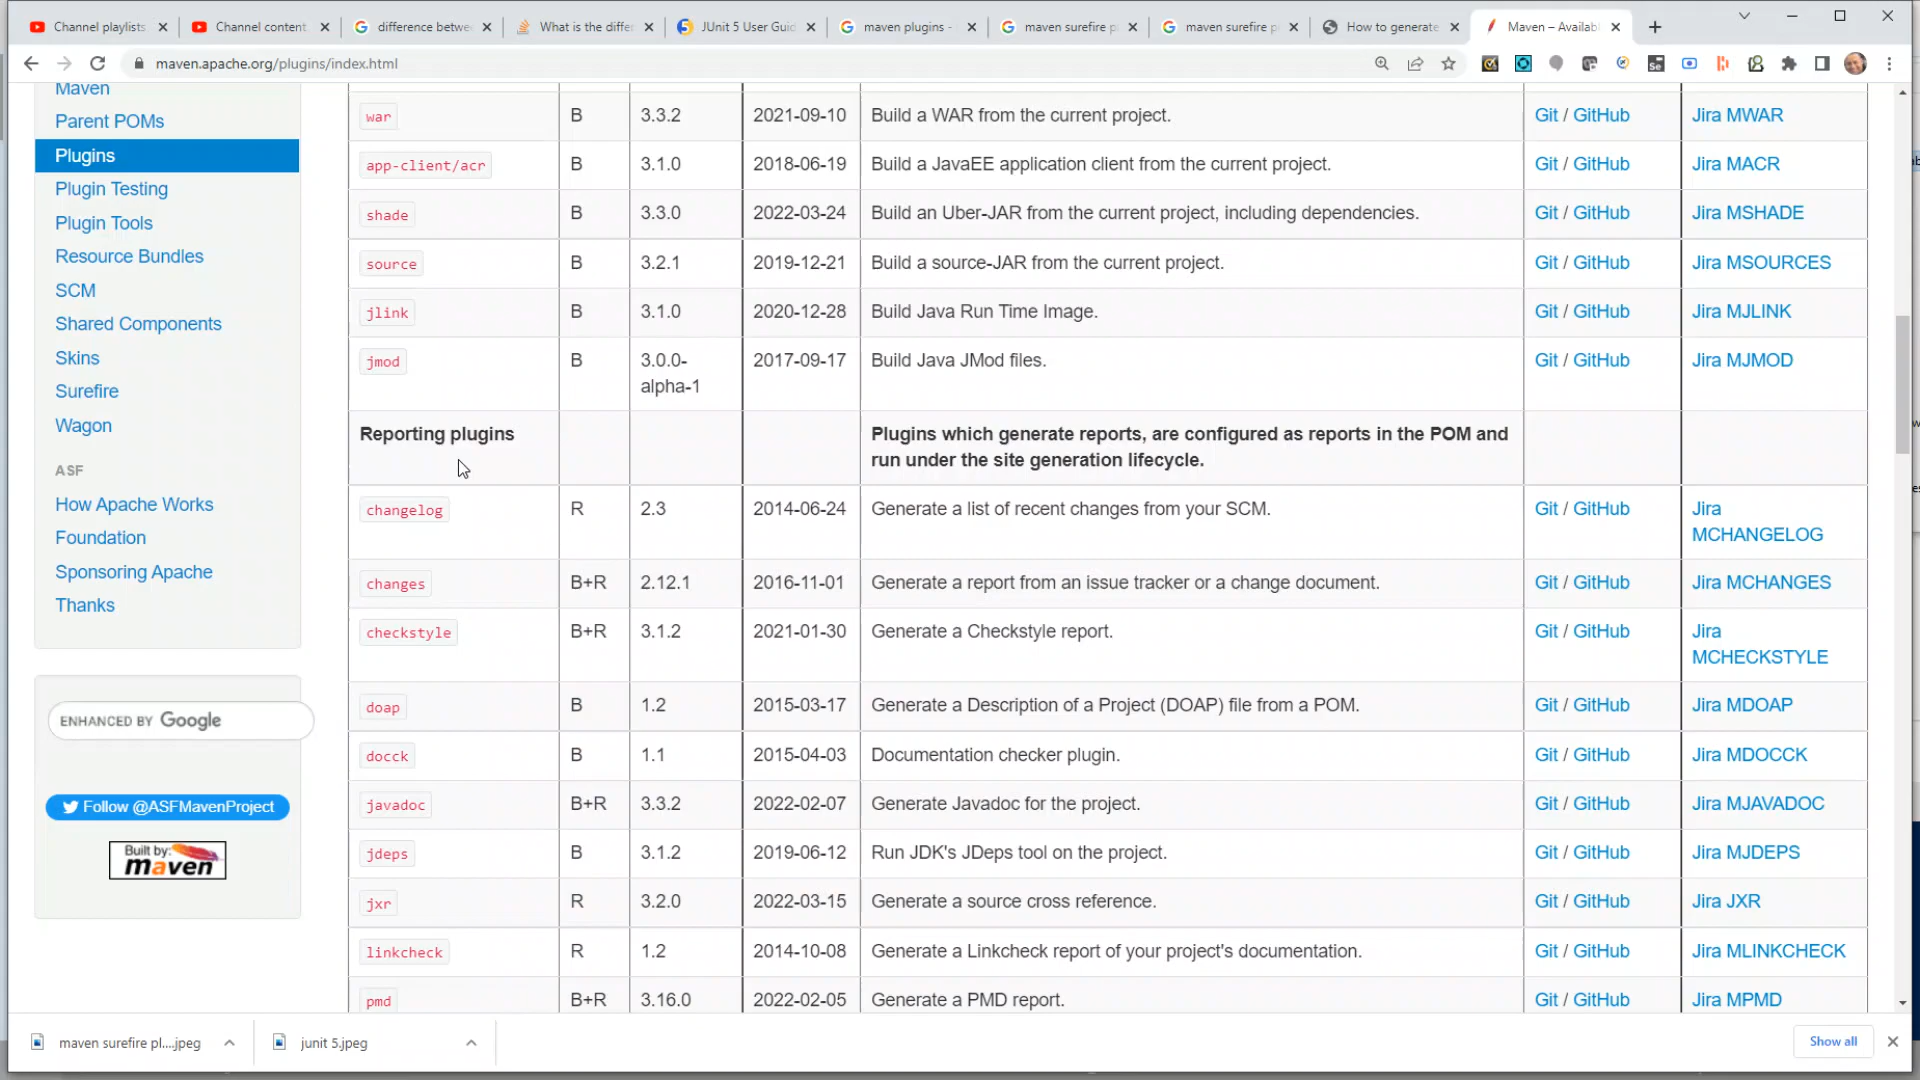 Channel playlists
Channel content
difference betwe
What is the differ
JUnit 5 User Guid
maven plugins -
maven surefire p
maven surefire p
How to generate
Maven – Availab
maven.apache.org/plugins/index.html
Maven
Parent POMs
Plugins
Plugin Testing
Plugin Tools
Resource Bundles
SCM
Shared Components
Skins
Surefire
Wagon
ASF
How Apache Works
Foundation
Sponsoring Apache
Thanks
ENHANCED BY Google
Follow @ASFMavenProject
Built by:
maven
war B 3.3.2 2021-09-10 Build a WAR from the current project. Git / GitHub Jira MWAR
app-client/acr B 3.1.0 2018-06-19 Build a JavaEE application client from the current project. Git / GitHub Jira MACR
shade B 3.3.0 2022-03-24 Build an Uber-JAR from the current project, including dependencies. Git / GitHub Jira MSHADE
source B 3.2.1 2019-12-21 Build a source-JAR from the current project. Git / GitHub Jira MSOURCES
jlink B 3.1.0 2020-12-28 Build Java Run Time Image. Git / GitHub Jira MJLINK
jmod B 3.0.0- 2017-09-17 Build Java JMod files. Git / GitHub Jira MJMOD
alpha-1
Reporting plugins Plugins which generate reports, are configured as reports in the POM and
run under the site generation lifecycle.
changelog R 2.3 2014-06-24 Generate a list of recent changes from your SCM. Git / GitHub Jira
MCHANGELOG
changes B+R 2.12.1 2016-11-01 Generate a report from an issue tracker or a change document. Git / GitHub Jira MCHANGES
checkstyle B+R 3.1.2 2021-01-30 Generate a Checkstyle report. Git / GitHub Jira
MCHECKSTYLE
doap B 1.2 2015-03-17 Generate a Description of a Project (DOAP) file from a POM. Git / GitHub Jira MDOAP
docck B 1.1 2015-04-03 Documentation checker plugin. Git / GitHub Jira MDOCCK
javadoc B+R 3.3.2 2022-02-07 Generate Javadoc for the project. Git / GitHub Jira MJAVADOC
jdeps B 3.1.2 2019-06-12 Run JDK's JDeps tool on the project. Git / GitHub Jira MJDEPS
jxr R 3.2.0 2022-03-15 Generate a source cross reference. Git / GitHub Jira JXR
linkcheck R 1.2 2014-10-08 Generate a Linkcheck report of your project's documentation. Git / GitHub Jira MLINKCHECK
pmd B+R 3.16.0 2022-02-05 Generate a PMD report. Git / GitHub Jira MPMD
maven surefire pl....jpeg
junit 5.jpeg
Show all